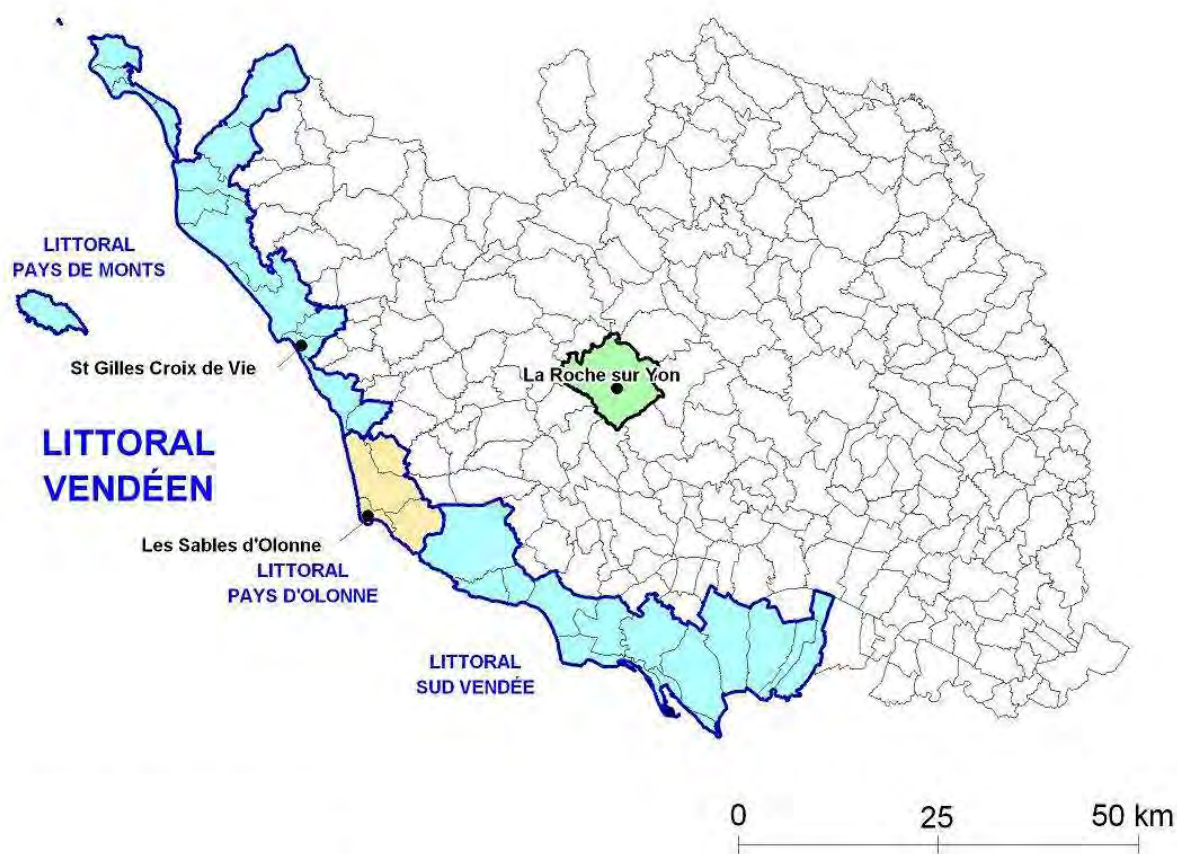 LITTORAL
PAYS DE MONTS
St Gilles Croix de Vie
La Roche sur Yon
LITTORAL
VENDÉEN
Les Sables d'Olonne
LITTORAL
PAYS D'OLONNE
LITTORAL
SUD VENDÉE
0 25 50 km